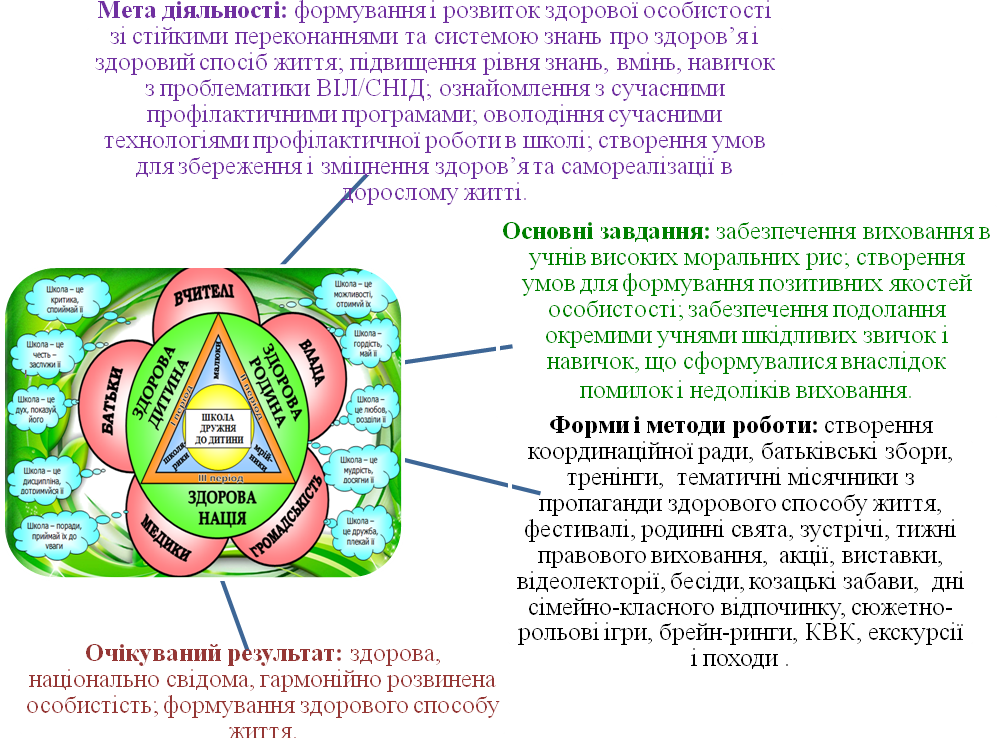 Мета діяльності: формування і розвиток здорової особистості
зі стійкими переконаннями та системою знань про здоров’я і
здоровий спосіб життя; підвищення рівня знань, вмінь, навичок
з проблематики ВІЛ/СНІД; ознайомлення з сучасними
профілактичними програмами; оволодіння сучасними
технологіями профілактичної роботи в школі; створення умов
для збереження і зміцнення здоров’я та самореалізації в
дорослому житті.
Основні завдання: забезпечення виховання в
учнів високих моральних рис; створення
умов для формування позитивних якостей
особистості; забезпечення подолання
окремими учнями шкідливих звичок і
навичок, що сформувалися внаслідок
помилок і недоліків виховання.
Форми і методи роботи: створення
координаційної ради, батьківські збори,
тренінги, тематичні місячники з
пропаганди здорового способу життя,
фестивалі, родинні свята, зустрічі, тижні
правового виховання, акції, виставки,
відеолекторії, бесіди, козацькі забави, дні
сімейно-класного відпочинку, сюжетно-
рольові ігри, брейн-ринги, КВК, екскурсії
і походи .
Школа – це
критика,
сприймай її
Школа – це
честь –
заслужи її
Школа – це
дух, показуй
його
Школа – це
дисципліна,
дотримуйся її
Школа – поради,
приймай їх до
уваги
Школа – це
можливості,
отримуй їх
Школа –
гордість,
май її
Школа –
це любов,
розділи її
Школа – це
мудрість,
досягни її
Школа –
це дружба,
плекай її
ВЧИТЕЛІ
БАТЬКИ
ВЛАДА
МЕДИКИ
ГРОМАДСЬКІСТЬ
ЗДОРОВА
ДИТИНА
ЗДОРОВА
РОДИНА
ЗДОРОВА
НАЦІЯ
І період
ІІ період
ІІІ період
малюки
школя-
рики
мрій-
ники
ШКОЛА
ДРУЖНЯ
ДО ДИТИНИ
Очікуваний результат: здорова,
національно свідома, гармонійно розвинена
особистість; формування здорового способу
життя.